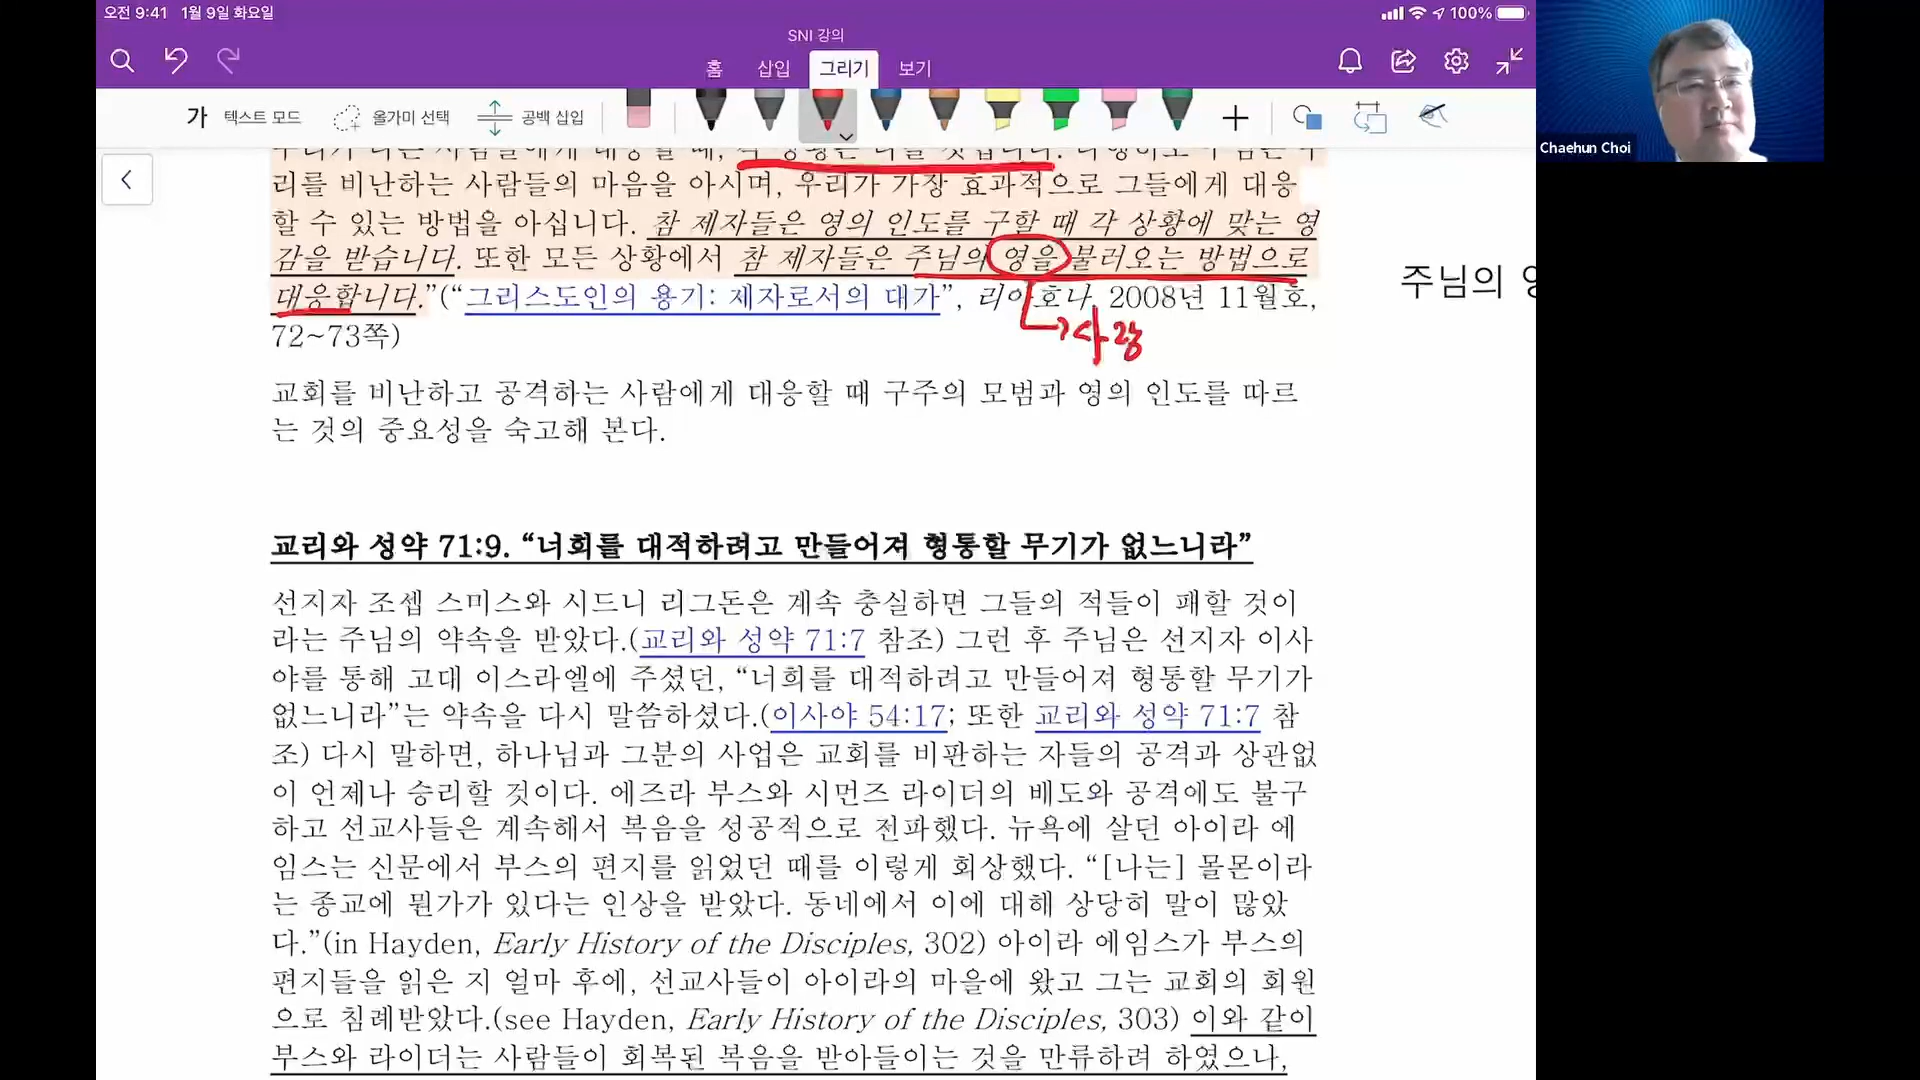 오전 9:41 1월 9일 화요일
100%
SNI 강의
홈 삽입 그리기 보기
가 텍스트 모드 올가미 선택 공백 삽입
Chaehun Choi
리를 비난하는 사람들의 마음을 아시며, 우리가 가장 효과적으로 그들에게 대응
할 수 있는 방법을 아십니다. 참 제자들은 영의 인도를 구할 때 각 상황에 맞는 영
감을 받습니다. 또한 모든 상황에서 참 제자들은 주님의 영을 불러오는 방법으로
대응합니다.”(“그리스도인의 용기: 제자로서의 대가”, 리아호나, 2008년 11월호,
72~73쪽)
사랑
주님의
교회를 비난하고 공격하는 사람에게 대응할 때 구주의 모범과 영의 인도를 따르
는 것의 중요성을 숙고해 본다.
교리와 성약 71:9. “너희를 대적하려고 만들어져 형통할 무기가 없느니라”
선지자 조셉 스미스와 시드니 리그돈은 계속 충실하면 그들의 적들이 패할 것이
라는 주님의 약속을 받았다.(교리와 성약 71:7 참조) 그런 후 주님은 선지자 이사
야를 통해 고대 이스라엘에 주셨던, “너희를 대적하려고 만들어져 형통할 무기가
없느니라”는 약속을 다시 말씀하셨다.(이사야 54:17; 또한 교리와 성약 71:7 참
조) 다시 말하면, 하나님과 그분의 사업은 교회를 비판하는 자들의 공격과 상관없
이 언제나 승리할 것이다. 에즈라 부스와 시먼즈 라이더의 배도와 공격에도 불구
하고 선교사들은 계속해서 복음을 성공적으로 전파했다. 뉴욕에 살던 아이라 에
임스는 신문에서 부스의 편지를 읽었던 때를 이렇게 회상했다. “[나는] 몰몬이라
는 종교에 뭔가가 있다는 인상을 받았다. 동네에서 이에 대해 상당히 말이 많았
다.”(in Hayden, Early History of the Disciples, 302) 아이라 에임스가 부스의
편지들을 읽은 지 얼마 후에, 선교사들이 아이라의 마을에 왔고 그는 교회의 회원
으로 침례받았다.(see Hayden, Early History of the Disciples, 303) 이와 같이
부스와 라이더는 사람들이 회복된 복음을 받아들이는 것을 만류하려 하였으나,